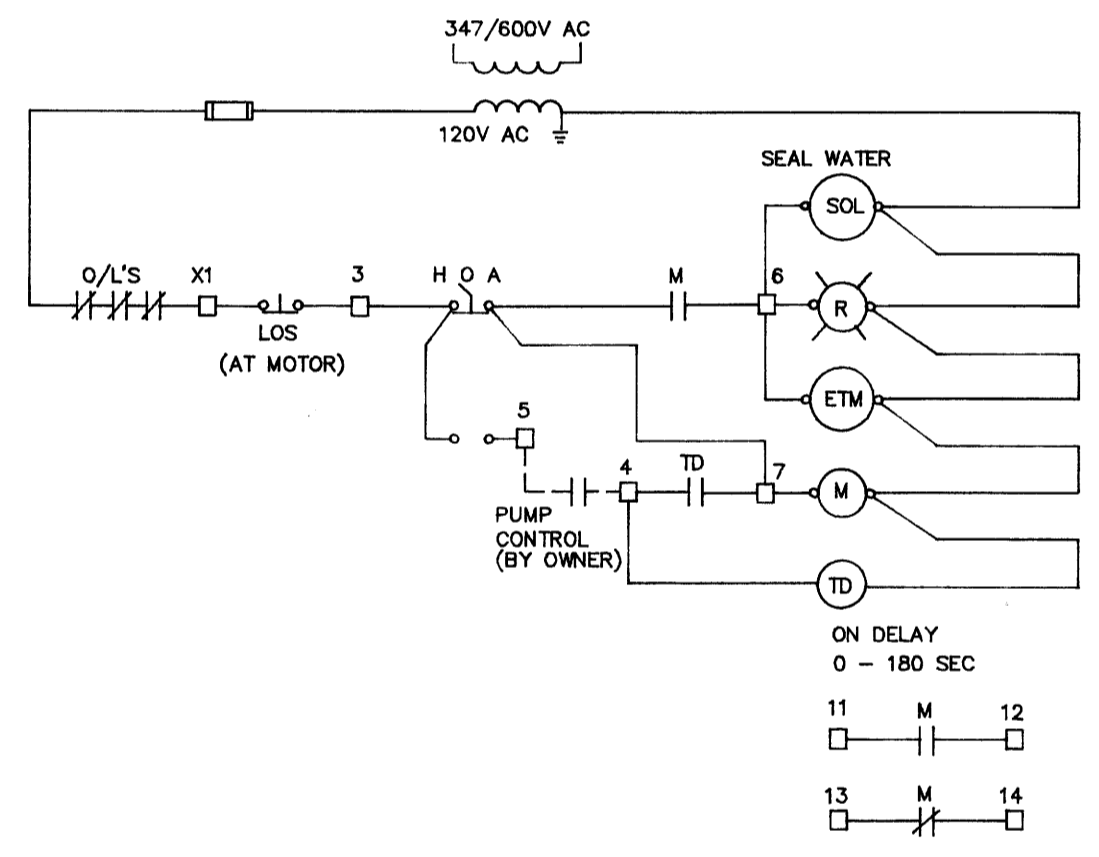 347/600V AC
120V AC
SEAL WATER
SOL
O/L'S
X1
3
H O A
M
6
R
LOS
(AT MOTOR)
ETM
5
4
TD
7
M
PUMP
CONTROL
(BY OWNER)
TD
ON DELAY
0 - 180 SEC
11
M
12
13
M
14